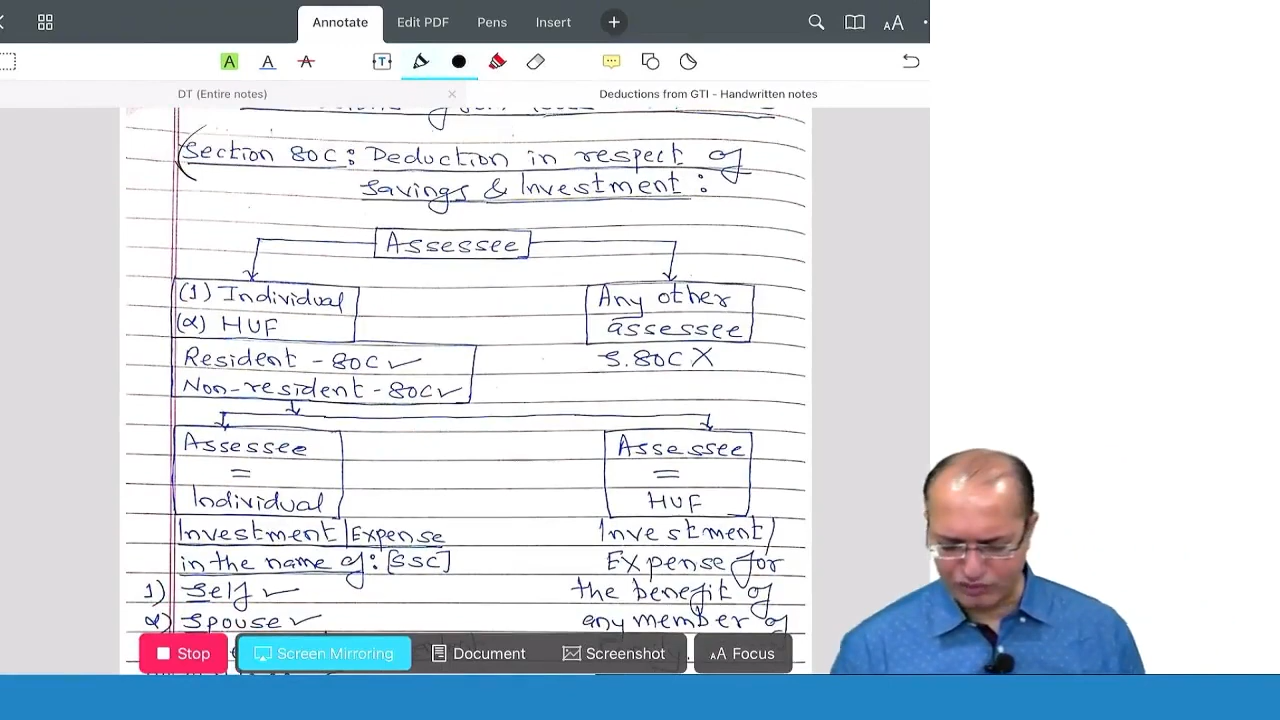 Annotate Edit PDF Pens Insert
AA
A A A T
DT (Entire notes)
Deductions from GTI - Handwritten notes
Section 80C: Deduction in respect of
Savings & Investment:
Assessee
(1) Individual
(2) HUF
Any other
assessee
Resident - 80C ✓
Non-resident - 80C ✓
S.80C X
Assessee
=
Individual
Assessee
=
HUF
Investment/Expense
in the name of: [SSC]
1) Self ✓
2) Spouse ✓
Investment/
Expense for
the benefit of
any member of
Stop Screen Mirroring Document Screenshot AA Focus